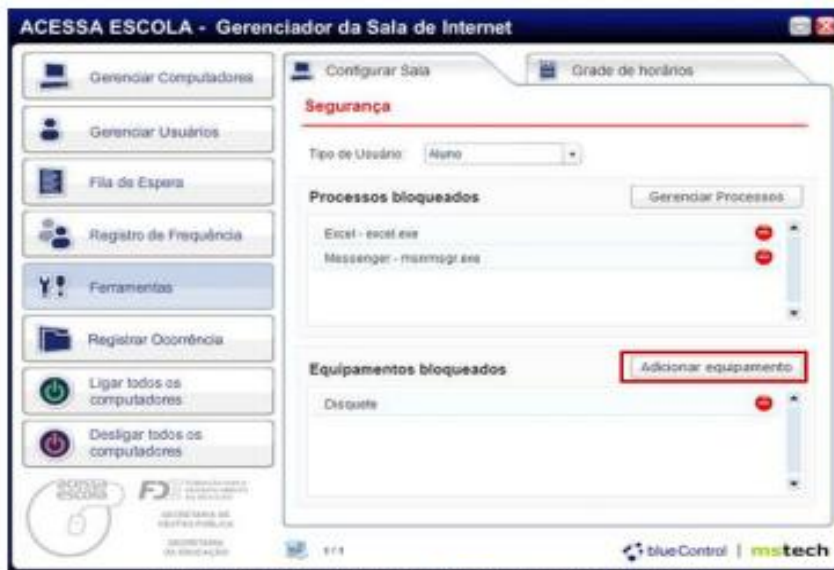 ACESSA ESCOLA - Gerenciador da Sala de Internet
Gerenciar Computadores
Gerenciar Usuários
Fila de Espera
Registro de Frequência
Ferramentas
Registrar Ocorrência
Ligar todos os
computadores
Desligar todos os
computadores
acessa
escola
Configurar Sala
Grade de horários
Segurança
Tipo de Usuário: Aluno
Processos bloqueados
Gerenciar Processos
Excel - excel.exe
Messenger - msnmsgr.exe
Equipamentos bloqueados
Adicionar equipamento
Disquete
blueControl | mstech